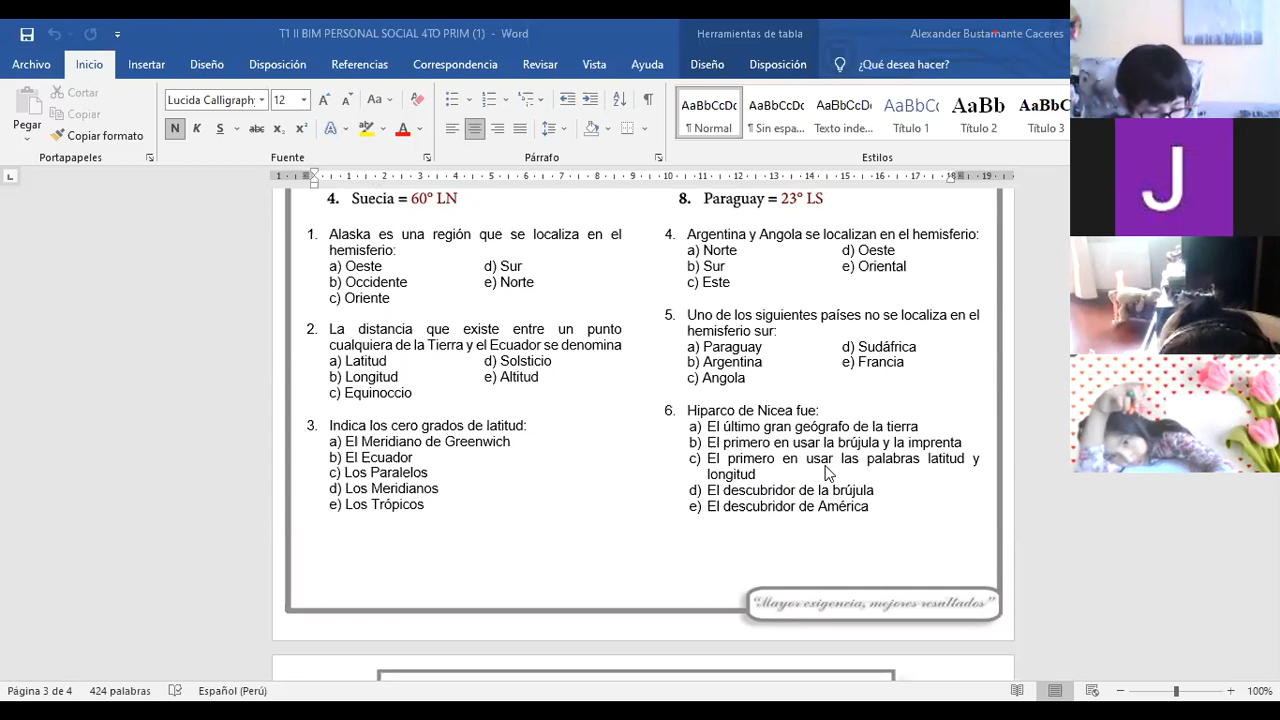 T1 II BIM PERSONAL SOCIAL 4TO PRIM (1) - Word
Herramientas de tabla
Alexander Bustamante Caceres
Archivo Inicio Insertar Diseño Disposición Referencias Correspondencia Revisar Vista Ayuda Diseño Disposición ¿Qué desea hacer?
Pegar
Cortar
Copiar
Copiar formato
Portapapeles
Lucida Calligraph 12
N K S abc x₂ x²
Fuente
Párrafo
AaBbCcDc AaBbCcDc AaBbCcD AaBbCc AaBb AaBbCc
¶ Normal ¶ Sin espa... Texto inde... Título 1 Título 2 Título 3
Estilos
4. Suecia = 60º LN
1. Alaska es una región que se localiza en el
hemisferio:
a) Oeste d) Sur
b) Occidente e) Norte
c) Oriente
2. La distancia que existe entre un punto
cualquiera de la Tierra y el Ecuador se denomina
a) Latitud d) Solsticio
b) Longitud e) Altitud
c) Equinoccio
3. Indica los cero grados de latitud:
a) El Meridiano de Greenwich
b) El Ecuador
c) Los Paralelos
d) Los Meridianos
e) Los Trópicos
8. Paraguay = 23º LS
4. Argentina y Angola se localizan en el hemisferio:
a) Norte d) Oeste
b) Sur e) Oriental
c) Este
5. Uno de los siguientes países no se localiza en el
hemisferio sur:
a) Paraguay d) Sudáfrica
b) Argentina e) Francia
c) Angola
6. Hiparco de Nicea fue:
a) El último gran geógrafo de la tierra
b) El primero en usar la brújula y la imprenta
c) El primero en usar las palabras latitud y
longitud
d) El descubridor de la brújula
e) El descubridor de América
"Mayor exigencia, mejores resultados"
J
Página 3 de 4 424 palabras Español (Perú) 100%